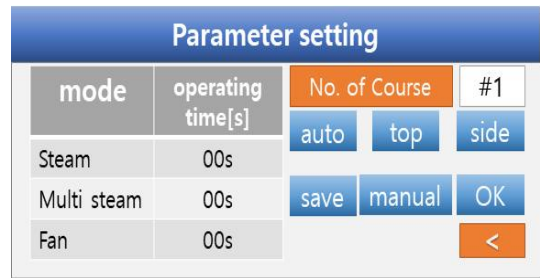 Parameter setting
mode operating time[s]
Steam 00s
Multi steam 00s
Fan 00s
No. of Course #1
auto top side
save manual OK
<